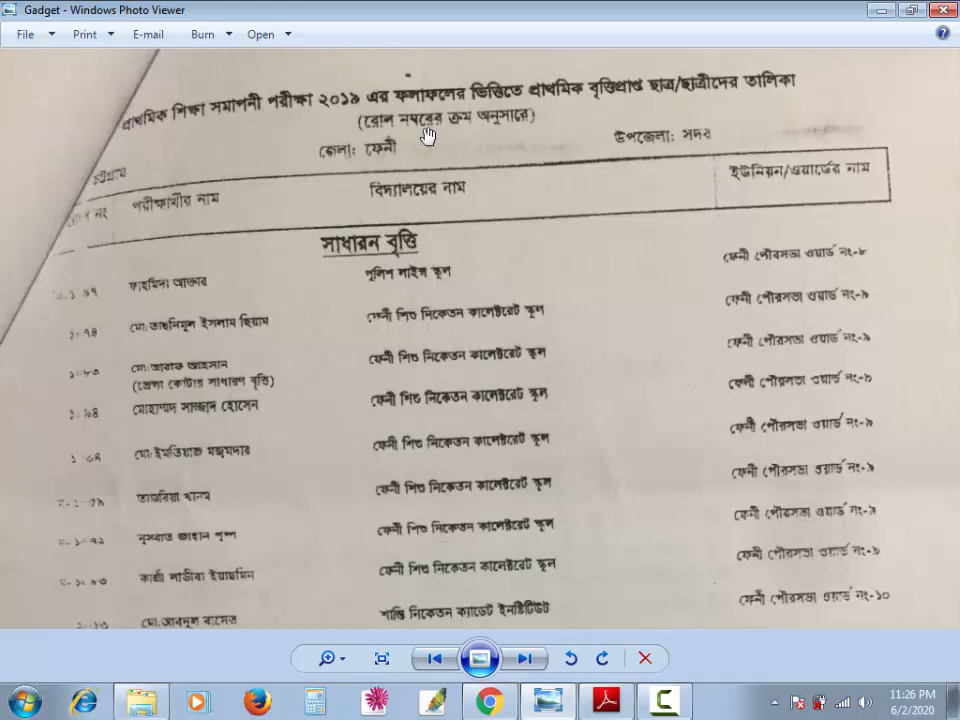 Gadget - Windows Photo Viewer
File Print E-mail Burn Open
প্রাথমিক শিক্ষা সমাপনী পরীক্ষা ২০১৯ এর ফলাফলের ভিত্তিতে প্রাথমিক বৃত্তিপ্রাপ্ত ছাত্র/ছাত্রীদের তালিকা
(রোল নম্বরের ক্রম অনুসারে)
চট্টগ্রাম জেলা: ফেনী উপজেলা: সদর
নং পরীক্ষার্থীর নাম বিদ্যালয়ের নাম ইউনিয়ন/ওয়ার্ডের নাম
সাধারন বৃত্তি
ফাহমিদা আক্তার পুলিশ লাইন স্কুল ফেনী পৌরসভা ওয়ার্ড নং-৮
মো:তাহনিমুল ইসলাম ছিয়াম ফেনী শিশু নিকেতন কালেক্টরেট স্কুল ফেনী পৌরসভা ওয়ার্ড নং-৯
মো:আরাফ আহসান ফেনী শিশু নিকেতন কালেক্টরেট স্কুল ফেনী পৌরসভা ওয়ার্ড নং-৯
(জেলা কোটায় সাধারণ বৃত্তি)
মোহাম্মদ সাজ্জাদ হোসেন ফেনী শিশু নিকেতন কালেক্টরেট স্কুল ফেনী পৌরসভা ওয়ার্ড নং-৯
মো:ইমতিয়াজ মজুমদার ফেনী শিশু নিকেতন কালেক্টরেট স্কুল ফেনী পৌরসভা ওয়ার্ড নং-৯
ফেনী শিশু নিকেতন কালেক্টরেট স্কুল ফেনী পৌরসভা ওয়ার্ড নং-৯
নুসরাত জাহান ফেনী শিশু নিকেতন কালেক্টরেট স্কুল ফেনী পৌরসভা ওয়ার্ড নং-৯
কাজী ইয়াছমিন ফেনী শিশু নিকেতন কালেক্টরেট স্কুল ফেনী পৌরসভা ওয়ার্ড নং-৯
মো:আবদুল বাসেত শান্তি নিকেতন ক্যাডেট ইনষ্টিটিউট ফেনী পৌরসভা ওয়ার্ড নং-১০
11:26 PM
6/2/2020